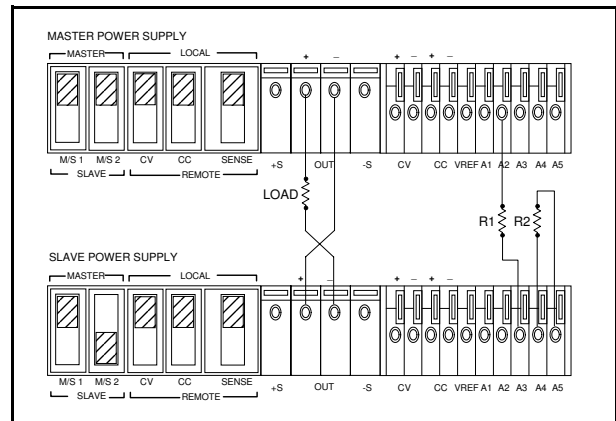 MASTER POWER SUPPLY
MASTER LOCAL
+ − + − + −
M/S 1 M/S 2 CV CC SENSE +S OUT -S CV CC VREF A1 A2 A3 A4 A5
SLAVE REMOTE
LOAD R1 R2
SLAVE POWER SUPPLY
MASTER LOCAL
+ − + − + −
M/S 1 M/S 2 CV CC SENSE +S OUT -S CV CC VREF A1 A2 A3 A4 A5
SLAVE REMOTE